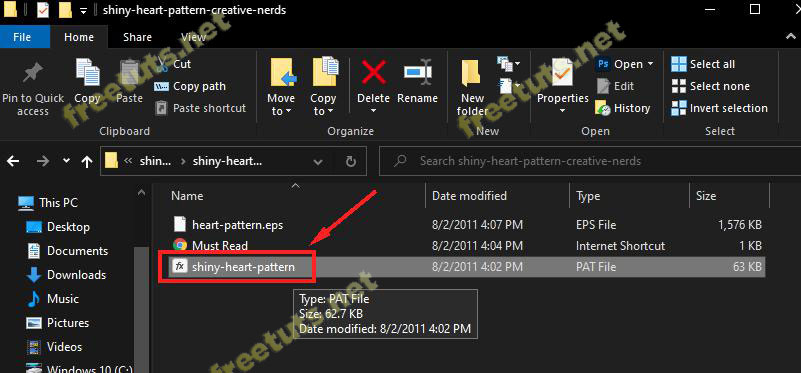 shiny-heart-pattern-creative-nerds
File Home Share View
Pin to Quick access
Copy
Paste
Cut
Copy path
Paste shortcut
Move to
Copy to
Delete
Rename
New folder
Properties
Open
Edit
History
Select all
Select none
Invert selection
Clipboard Organize New Open Select
« shin... › shiny-heart... Search shiny-heart-pattern-creative-nerds
This PC
Desktop
Documents
Downloads
Music
Pictures
Videos
Windows 10 (C:)
Name Date modified Type Size
heart-pattern.eps 8/2/2011 4:07 PM EPS File 1,576 KB
Must Read 8/2/2011 4:04 PM Internet Shortcut 1 KB
fx shiny-heart-pattern 8/2/2011 4:02 PM PAT File 63 KB
Type: PAT File
Size: 62.7 KB
Date modified: 8/2/2011 4:02 PM
Ps
freetuts.net
freetuts.net
freetuts.net
freetuts.net